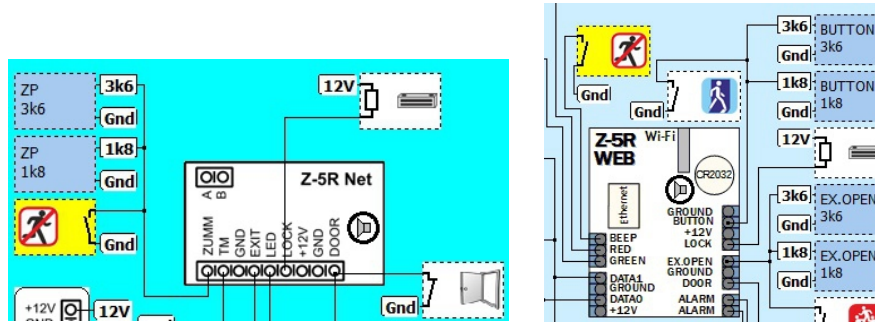 ZP
3k6
3k6
Gnd
ZP
1k8
1k8
Gnd
Gnd
12V
A B
Z-5R Net
ZUMM
TM
GND
EXIT
LED
LOCK
+12V
GND
DOOR
Gnd
+12V
12V
Gnd
Gnd
3k6
BUTTON
3k6
Gnd
1k8
BUTTON
1k8
Gnd
12V
Z-5R
WEB
Wi-Fi
CR2032
Ethernet
GROUND
BUTTON
+12V
LOCK
BEEP
RED
GREEN
EX.OPEN
GROUND
DOOR
DATA1
GROUND
DATA0
+12V
ALARM
ALARM
3k6
EX.OPEN
3k6
Gnd
1k8
EX.OPEN
1k8
Gnd